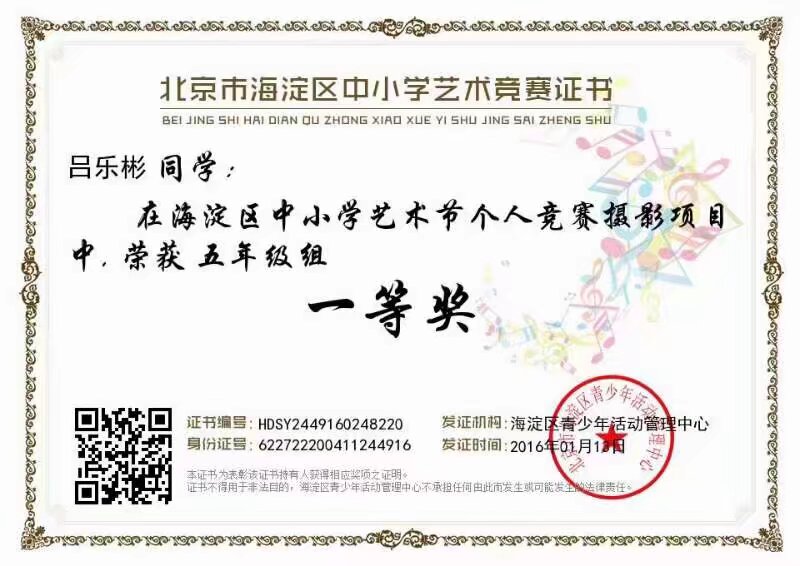 北京市海淀区中小学艺术竞赛证书
BEI JING SHI HAI DIAN QU ZHONG XIAO XUE YI SHU JING SAI ZHENG SHU
吕乐彬 同学：
在海淀区中小学艺术节个人竞赛摄影项目
中，荣获 五年级组
一等奖
证书编号：HDSY2449160248220 发证机构：海淀区青少年活动管理中心
身份证号：622722200411244916 发证时间：2016年01月13日
本证书为表彰该证书持有人获得相应奖项之证明。
证书不得用于非法目的，海淀区青少年活动管理中心不承担任何由此而发生或可能发生的法律责任。
北京市海淀区青少年活动管理中心